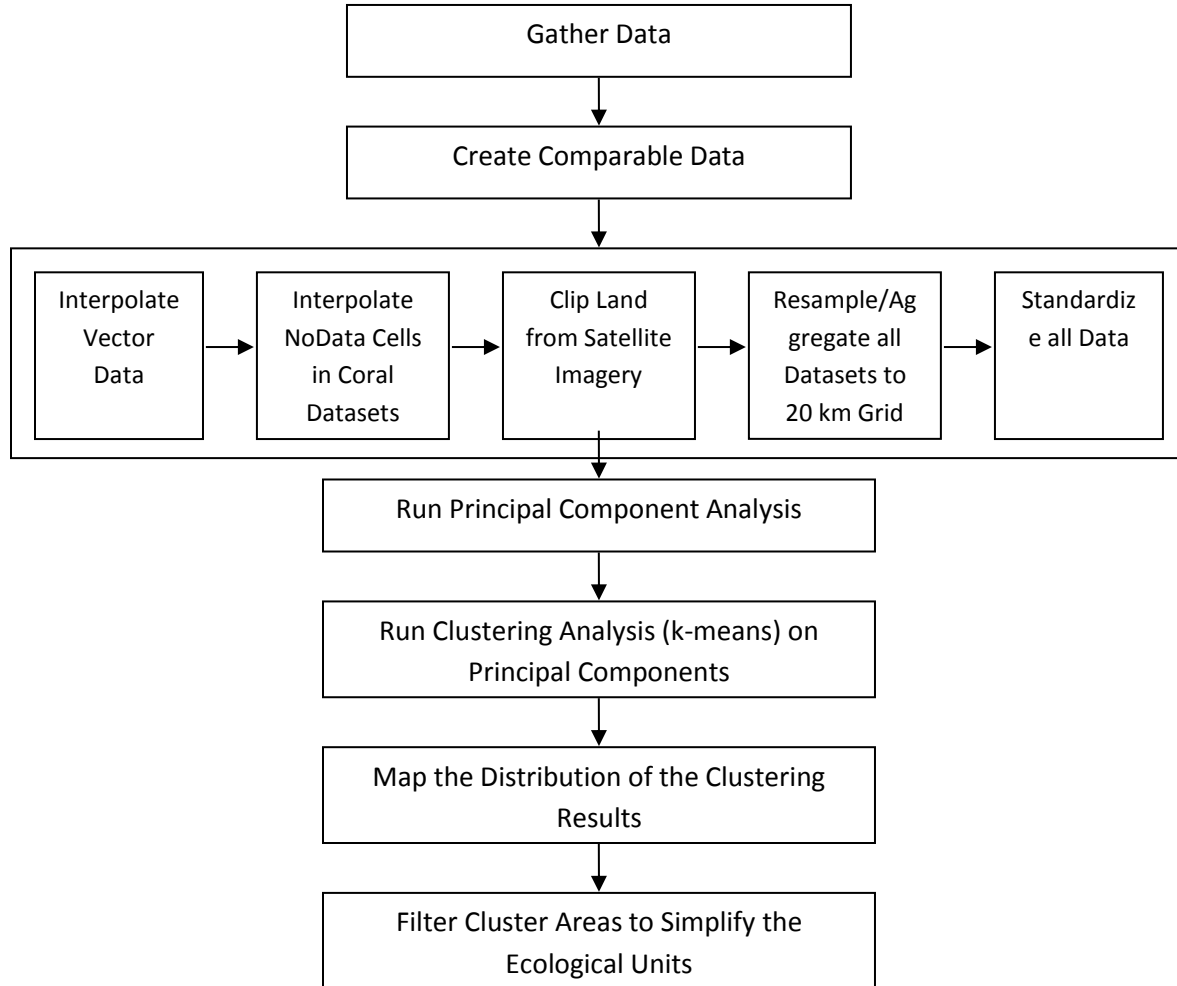 Gather Data
Create Comparable Data
Interpolate
Vector
Data
Interpolate
NoData Cells
in Coral
Datasets
Clip Land
from Satellite
Imagery
Resample/Ag
gregate all
Datasets to
20 km Grid
Standardiz
e all Data
Run Principal Component Analysis
Run Clustering Analysis (k-means) on
Principal Components
Map the Distribution of the Clustering
Results
Filter Cluster Areas to Simplify the
Ecological Units